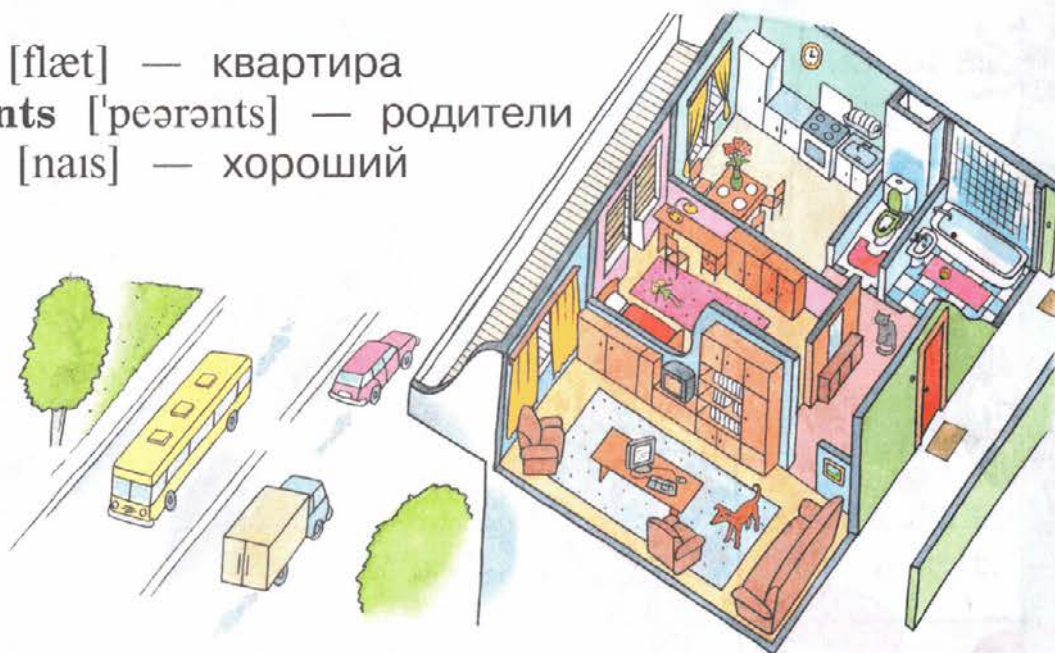 [flæt] — квартира
nts ['peərənts] — родители
[naɪs] — хороший